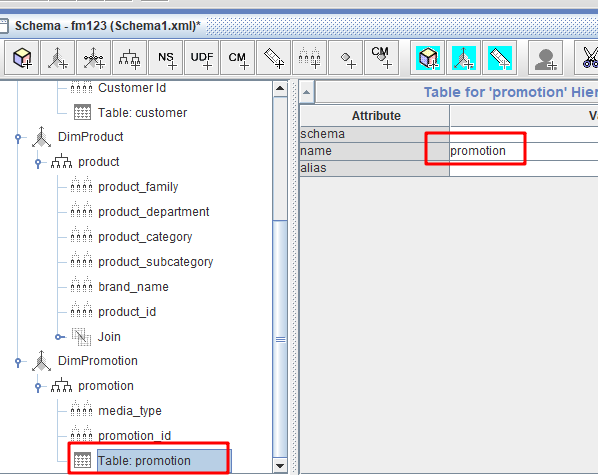 Schema - fm123 (Schema1.xml)*
NS UDF CM CM
Customer Id
Table: customer
DimProduct
product
product_family
product_department
product_category
product_subcategory
brand_name
product_id
Join
DimPromotion
promotion
media_type
promotion_id
Table: promotion
Table for 'promotion' Hier
Attribute Va
schema
name promotion
alias